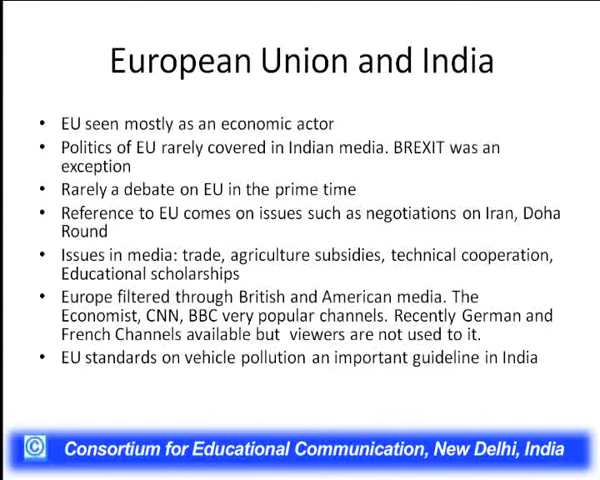 European Union and India
• EU seen mostly as an economic actor
• Politics of EU rarely covered in Indian media. BREXIT was an
exception
• Rarely a debate on EU in the prime time
• Reference to EU comes on issues such as negotiations on Iran, Doha
Round
• Issues in media: trade, agriculture subsidies, technical cooperation,
Educational scholarships
• Europe filtered through British and American media. The
Economist, CNN, BBC very popular channels. Recently German and
French Channels available but viewers are not used to it.
• EU standards on vehicle pollution an important guideline in India
© Consortium for Educational Communication, New Delhi, India